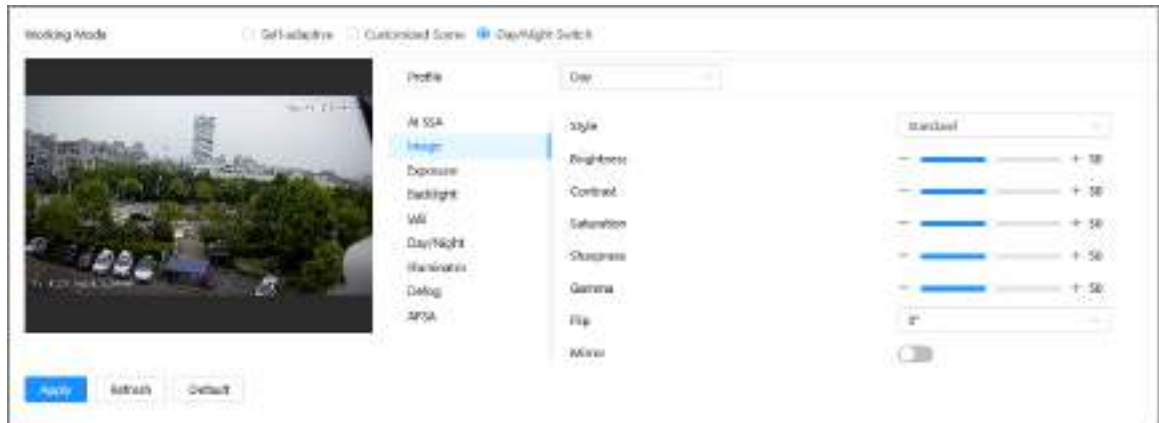 Working Mode Self-adaptive Customized Scene Day/Night Switch
Profile Day
AI SSA
Image
Exposure
Backlight
WB
Day/Night
Illuminator
Defog
Style Standard
Brightness - + 50
Contrast - + 50
Saturation - + 50
Sharpness - + 50
Gamma - + 50
Flip 0°
Mirror
Apply Refresh Default